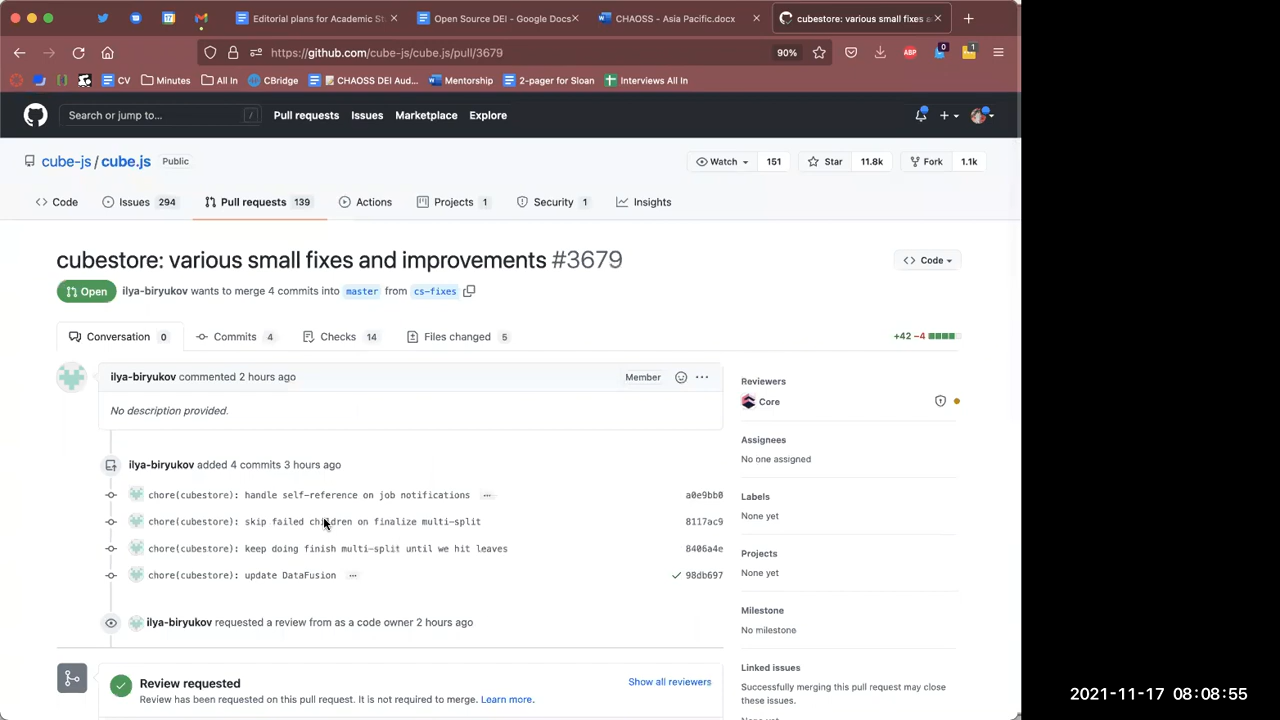 Editorial plans for Academic St
Open Source DEI - Google Docs
CHAOSS - Asia Pacific.docx
cubestore: various small fixes a
https://github.com/cube-js/cube.js/pull/3679
90%
ABP
0
1
CV
Minutes
All In
CBridge
CHAOSS DEI Aud...
Mentorship
2-pager for Sloan
Interviews All In
Search or jump to...
/
Pull requests
Issues
Marketplace
Explore
cube-js / cube.js
Public
Watch
151
Star
11.8k
Fork
1.1k
Code
Issues 294
Pull requests 139
Actions
Projects 1
Security 1
Insights
cubestore: various small fixes and improvements #3679
Code
Open
ilya-biryukov wants to merge 4 commits into master from cs-fixes
Conversation 0
Commits 4
Checks 14
Files changed 5
+42 −4
ilya-biryukov commented 2 hours ago
Member
No description provided.
ilya-biryukov added 4 commits 3 hours ago
chore(cubestore): handle self-reference on job notifications ...
a0e9bb0
chore(cubestore): skip failed children on finalize multi-split
8117ac9
chore(cubestore): keep doing finish multi-split until we hit leaves
8406a4e
chore(cubestore): update DataFusion ...
98db697
ilya-biryukov requested a review from as a code owner 2 hours ago
Review requested
Show all reviewers
Review has been requested on this pull request. It is not required to merge. Learn more.
Reviewers
Core
Assignees
No one assigned
Labels
None yet
Projects
None yet
Milestone
No milestone
Linked issues
Successfully merging this pull request may close
these issues.
2021-11-17 08:08:55